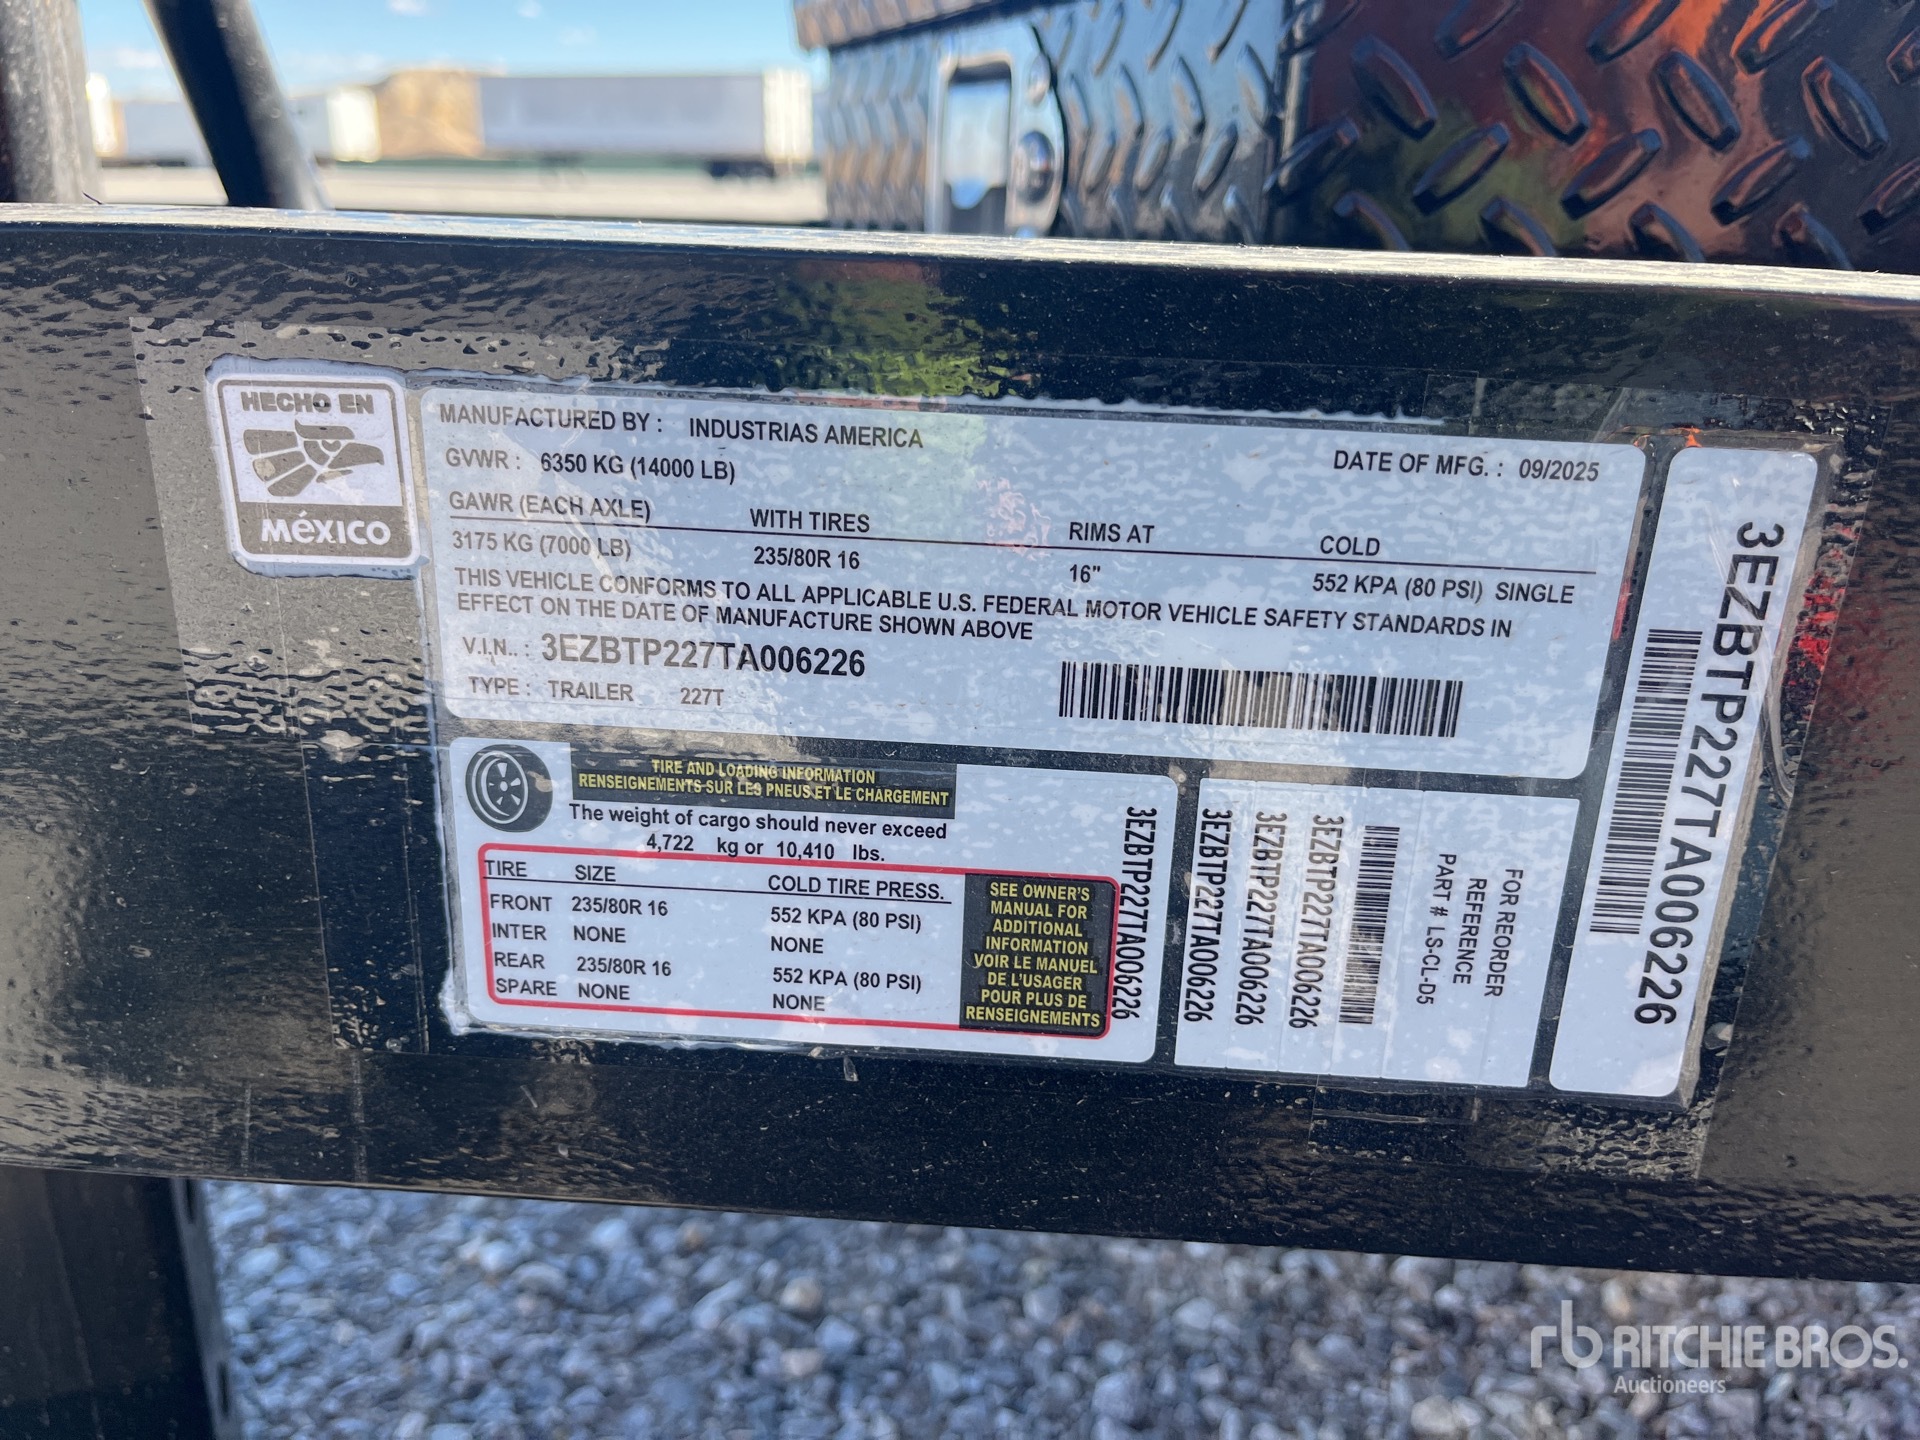 HECHO EN
MÉXICO
MANUFACTURED BY : INDUSTRIAS AMERICA
GVWR : 6350 KG (14000 LB)
DATE OF MFG. : 09/2025
GAWR (EACH AXLE) WITH TIRES RIMS AT COLD
3175 KG (7000 LB) 235/80R 16 16" 552 KPA (80 PSI) SINGLE
THIS VEHICLE CONFORMS TO ALL APPLICABLE U.S. FEDERAL MOTOR VEHICLE SAFETY STANDARDS IN
EFFECT ON THE DATE OF MANUFACTURE SHOWN ABOVE
V.I.N.. : 3EZBTP227TA006226
TYPE : TRAILER 227T
TIRE AND LOADING INFORMATION
RENSEIGNEMENTS SUR LES PNEUS ET LE CHARGEMENT
The weight of cargo should never exceed
4,722 kg or 10,410 lbs.
TIRE SIZE COLD TIRE PRESS.
FRONT 235/80R 16 552 KPA (80 PSI)
INTER NONE NONE
REAR 235/80R 16 552 KPA (80 PSI)
SPARE NONE NONE
SEE OWNER'S
MANUAL FOR
ADDITIONAL
INFORMATION
VOIR LE MANUEL
DE L'USAGER
POUR PLUS DE
RENSEIGNEMENTS
3EZBTP227TA006226
3EZBTP227TA006226
3EZBTP227TA006226
3EZBTP227TA006226
FOR REORDER
REFERENCE
PART # LS-CL-D5
3EZBTP227TA006226
rb RITCHIE BROS.
Auctioneers